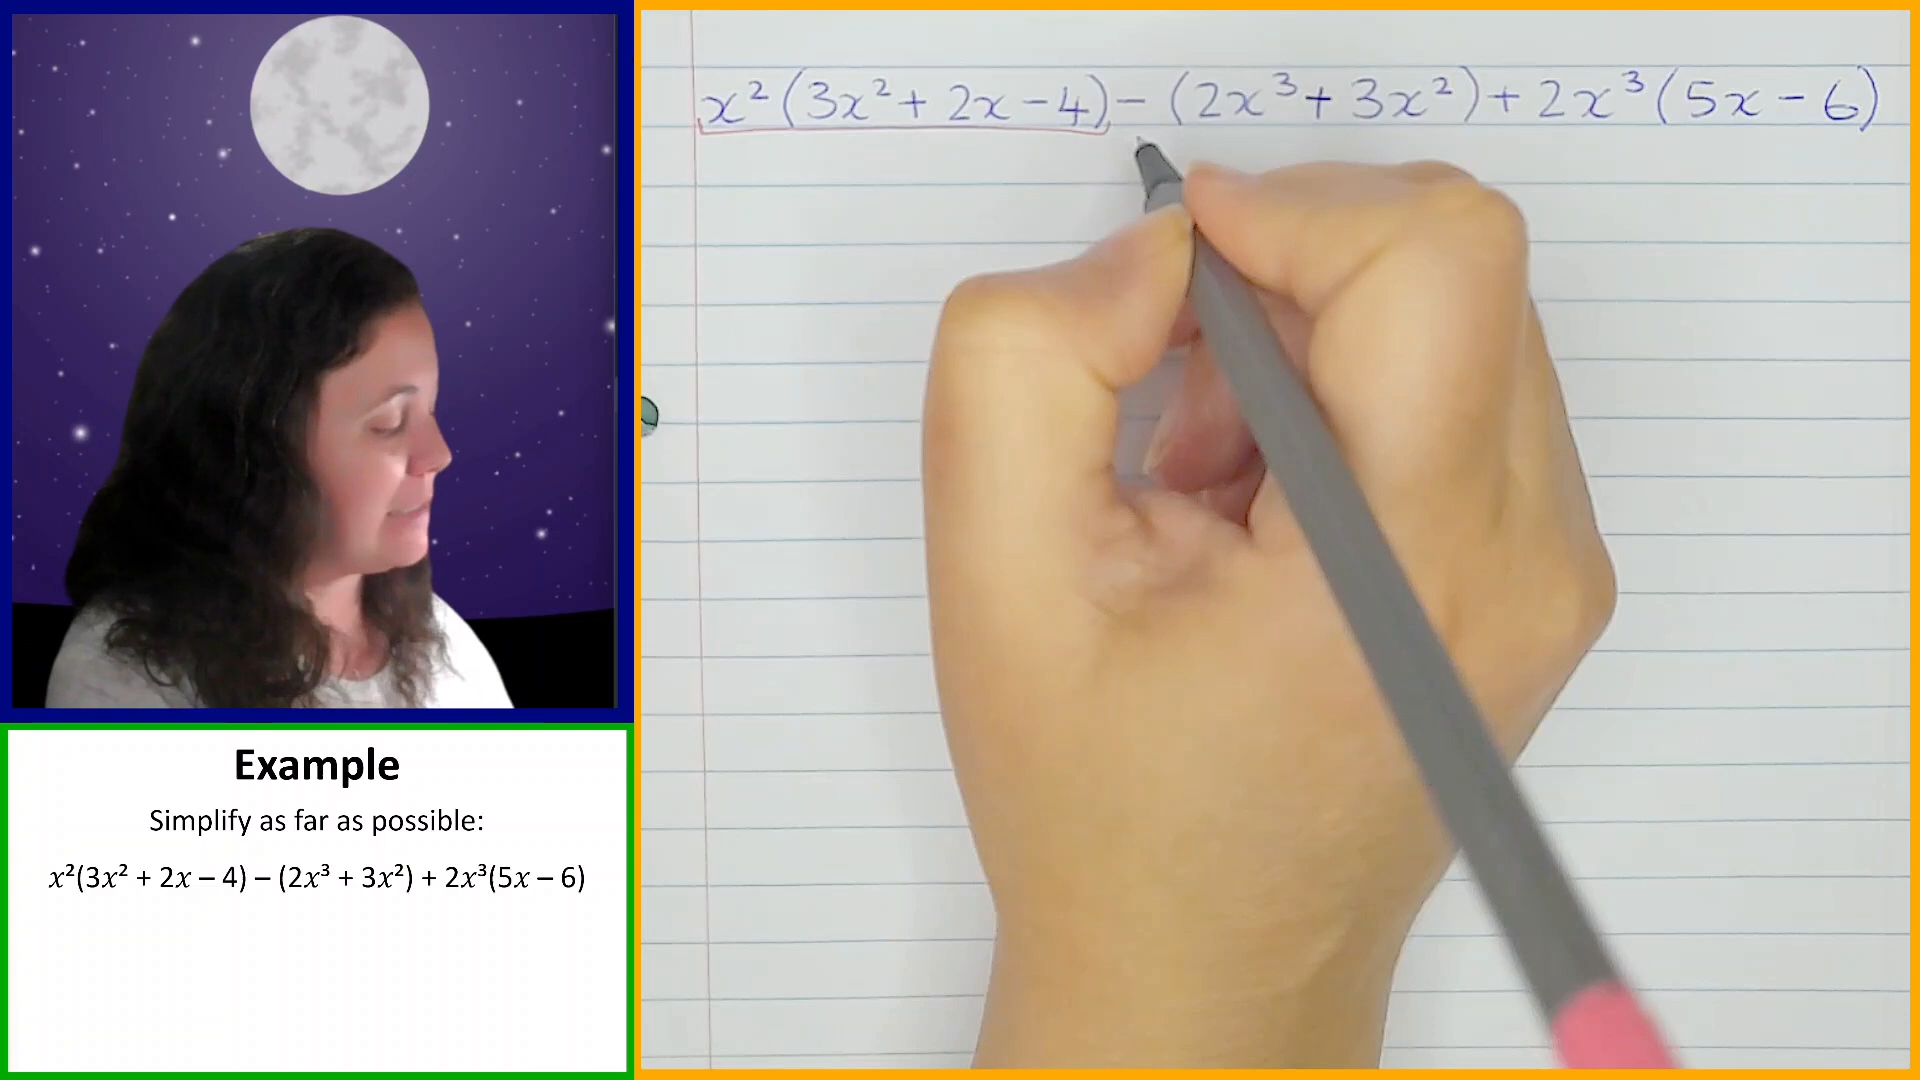 x²(3x² + 2x - 4) - (2x³ + 3x²) + 2x³(5x - 6)
Example
Simplify as far as possible:
x²(3x² + 2x – 4) – (2x³ + 3x²) + 2x³(5x – 6)